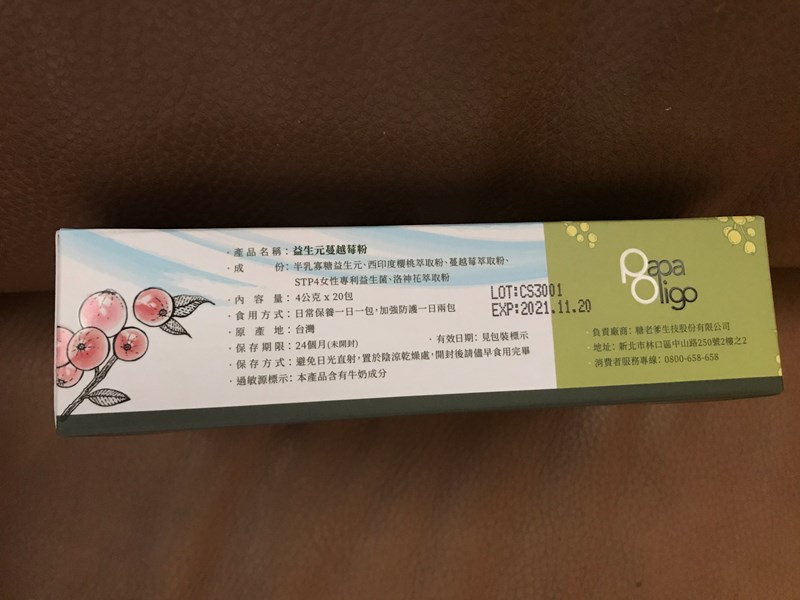 ·產品名稱：益生元蔓越莓粉
·成　　份：半乳寡糖益生元、西印度櫻桃萃取粉、蔓越莓萃取粉、
STP4女性專利益生菌、洛神花萃取粉
·內 容 量：4公克 x 20包
·食用方式：日常保養一日一包，加強防護一日兩包
·原 產 地：台灣
·保存期限：24個月(未開封)　·有效日期：見包裝標示
·保存方式：避免日光直射，置於陰涼乾燥處，開封後請儘早食用完畢
·過敏源標示：本產品含有牛奶成分
LOT:CS3001
EXP:2021.11.20
Papa
Oligo
·負責廠商：糖老爹生技股份有限公司
·地址：新北市林口區中山路250號2樓之2
·消費者服務專線：0800-658-658